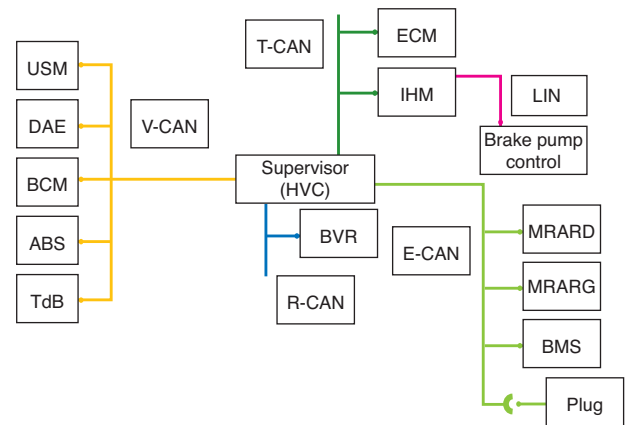 T-CAN
ECM
USM
IHM
LIN
DAE
V-CAN
Brake pump
control
BCM
Supervisor
(HVC)
ABS
BVR
E-CAN
MRARD
TdB
R-CAN
MRARG
BMS
Plug